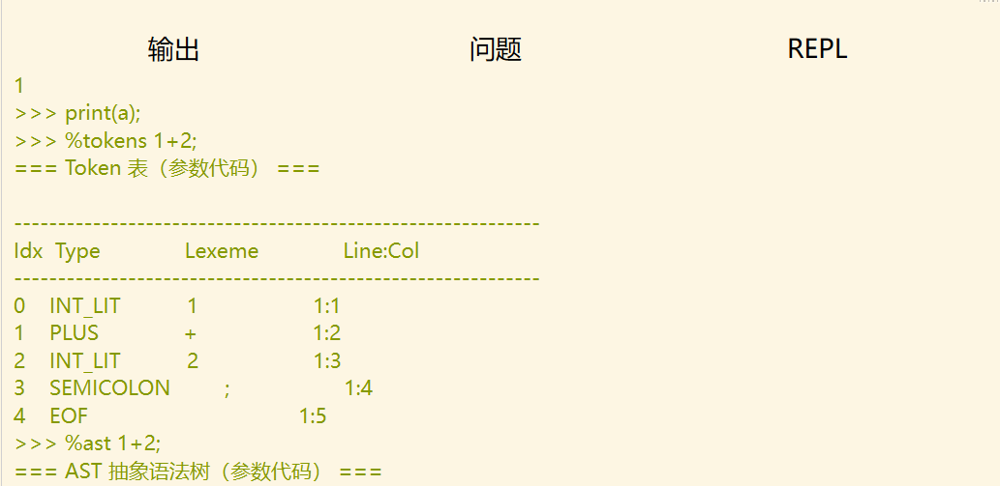 输出 问题 REPL
1
>>> print(a);
>>> %tokens 1+2;
=== Token 表（参数代码） ===
------------------------------------------------------------
Idx Type Lexeme Line:Col
------------------------------------------------------------
0 INT_LIT 1 1:1
1 PLUS + 1:2
2 INT_LIT 2 1:3
3 SEMICOLON ; 1:4
4 EOF 1:5
>>> %ast 1+2;
=== AST 抽象语法树（参数代码） ===